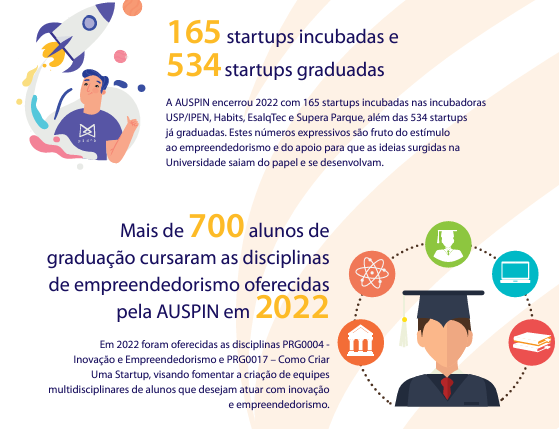 165 startups incubadas e
534 startups graduadas
A AUSPIN encerrou 2022 com 165 startups incubadas nas incubadoras
USP/IPEN, Habits, EsalqTec e Supera Parque, além das 534 startups
já graduadas. Estes números expressivos são fruto do estímulo
ao empreendedorismo e do apoio para que as ideias surgidas na
Universidade saiam do papel e se desenvolvam.
Mais de 700 alunos de
graduação cursaram as disciplinas
de empreendedorismo oferecidas
pela AUSPIN em 2022
Em 2022 foram oferecidas as disciplinas PRG0004 -
Inovação e Empreendedorismo e PRG0017 – Como Criar
Uma Startup, visando fomentar a criação de equipes
multidisciplinares de alunos que desejam atuar com inovação
e empreendedorismo.